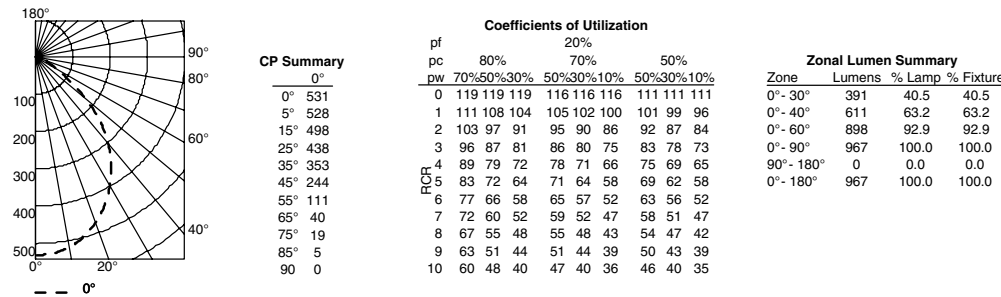 180°
90°
80°
100
60°
200
300
400
40°
500
0° 20°
0°
CP Summary
0°
0° 531
5° 528
15° 498
25° 438
35° 353
45° 244
55° 111
65° 40
75° 19
85° 5
90 0
Coefficients of Utilization
pf 20%
pc 80% 70% 50%
pw 70%50%30% 50%30%10% 50%30%10%
RCR
0 119 119 119 116 116 116 111 111 111
1 111 108 104 105 102 100 101 99 96
2 103 97 91 95 90 86 92 87 84
3 96 87 81 86 80 75 83 78 73
4 89 79 72 78 71 66 75 69 65
5 83 72 64 71 64 58 69 62 58
6 77 66 58 65 57 52 63 56 52
7 72 60 52 59 52 47 58 51 47
8 67 55 48 55 48 43 54 47 42
9 63 51 44 51 44 39 50 43 39
10 60 48 40 47 40 36 46 40 35
Zonal Lumen Summary
Zone Lumens % Lamp % Fixture
0°- 30° 391 40.5 40.5
0°- 40° 611 63.2 63.2
0°- 60° 898 92.9 92.9
0°- 90° 967 100.0 100.0
90°- 180° 0 0.0 0.0
0°- 180° 967 100.0 100.0